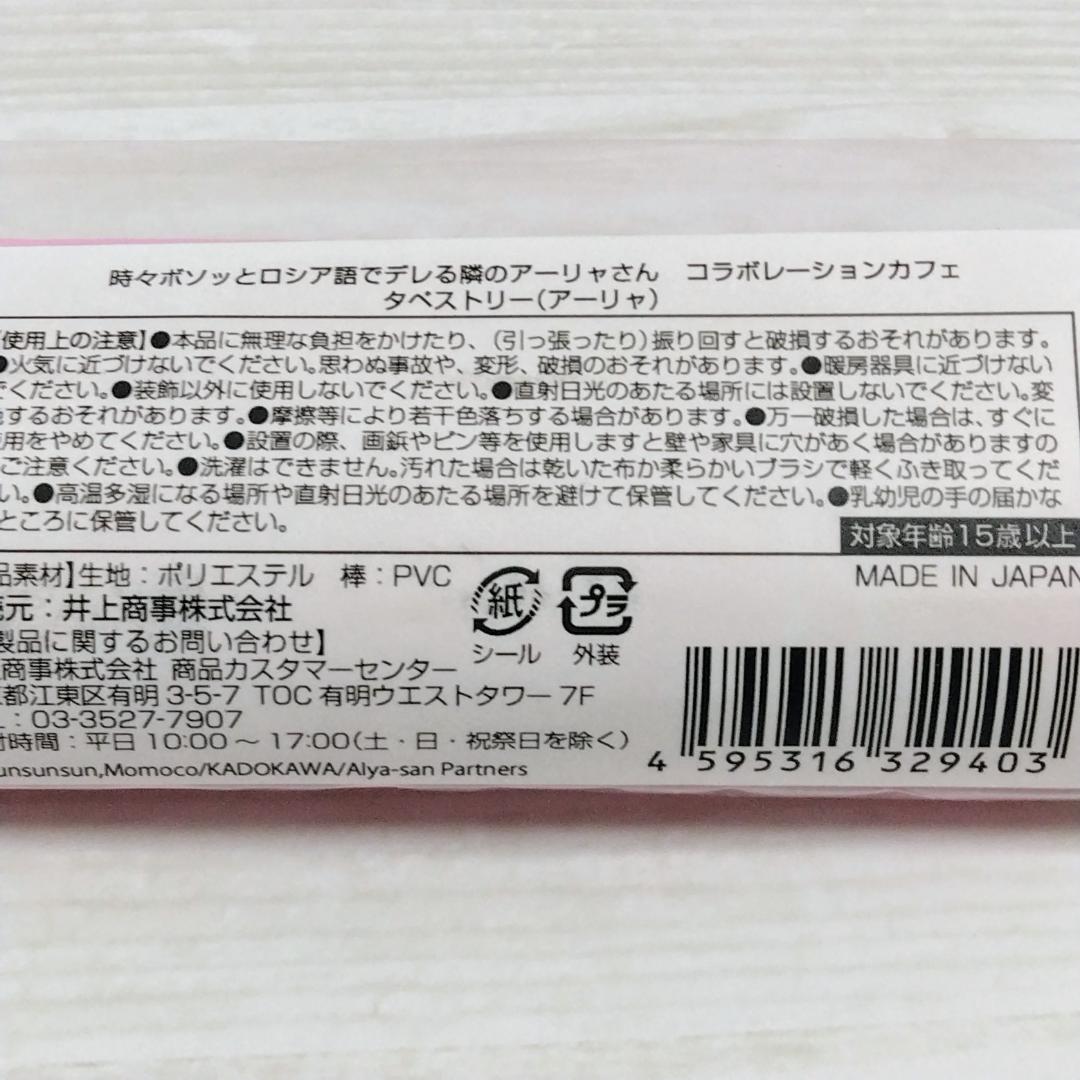 時々ボソッとロシア語でデレる隣のアーリャさん　コラボレーションカフェ
タペストリー(アーリャ)
使用上の注意】●本品に無理な負担をかけたり、(引っ張ったり)振り回すと破損するおそれがあります。
●火気に近づけないでください。思わぬ事故や、変形、破損のおそれがあります。●暖房器具に近づけない
でください。●装飾以外に使用しないでください。●直射日光のあたる場所には設置しないでください。変
するおそれがあります。●摩擦等により若干色落ちする場合があります。●万一破損した場合は、すぐに
用をやめてください。●設置の際、画鋲やピン等を使用しますと壁や家具に穴があく場合がありますの
ご注意ください。●洗濯はできません。汚れた場合は乾いた布か柔らかいブラシで軽くふき取ってくだ
い。●高温多湿になる場所や直射日光のあたる場所を避けて保管してください。●乳幼児の手の届かな
ところに保管してください。
対象年齢15歳以上
品素材】生地：ポリエステル　棒：PVC
MADE IN JAPAN
元：井上商事株式会社
紙
プラ
製品に関するお問い合わせ】
シール　外装
商事株式会社 商品カスタマーセンター
都江東区有明 3-5-7 TOC 有明ウエストタワー 7F
：03-3527-7907
時間：平日 10:00～17:00(土・日・祝祭日を除く)
unsunsun,Momoco/KADOKAWA/Alya-san Partners
4 595316 329403